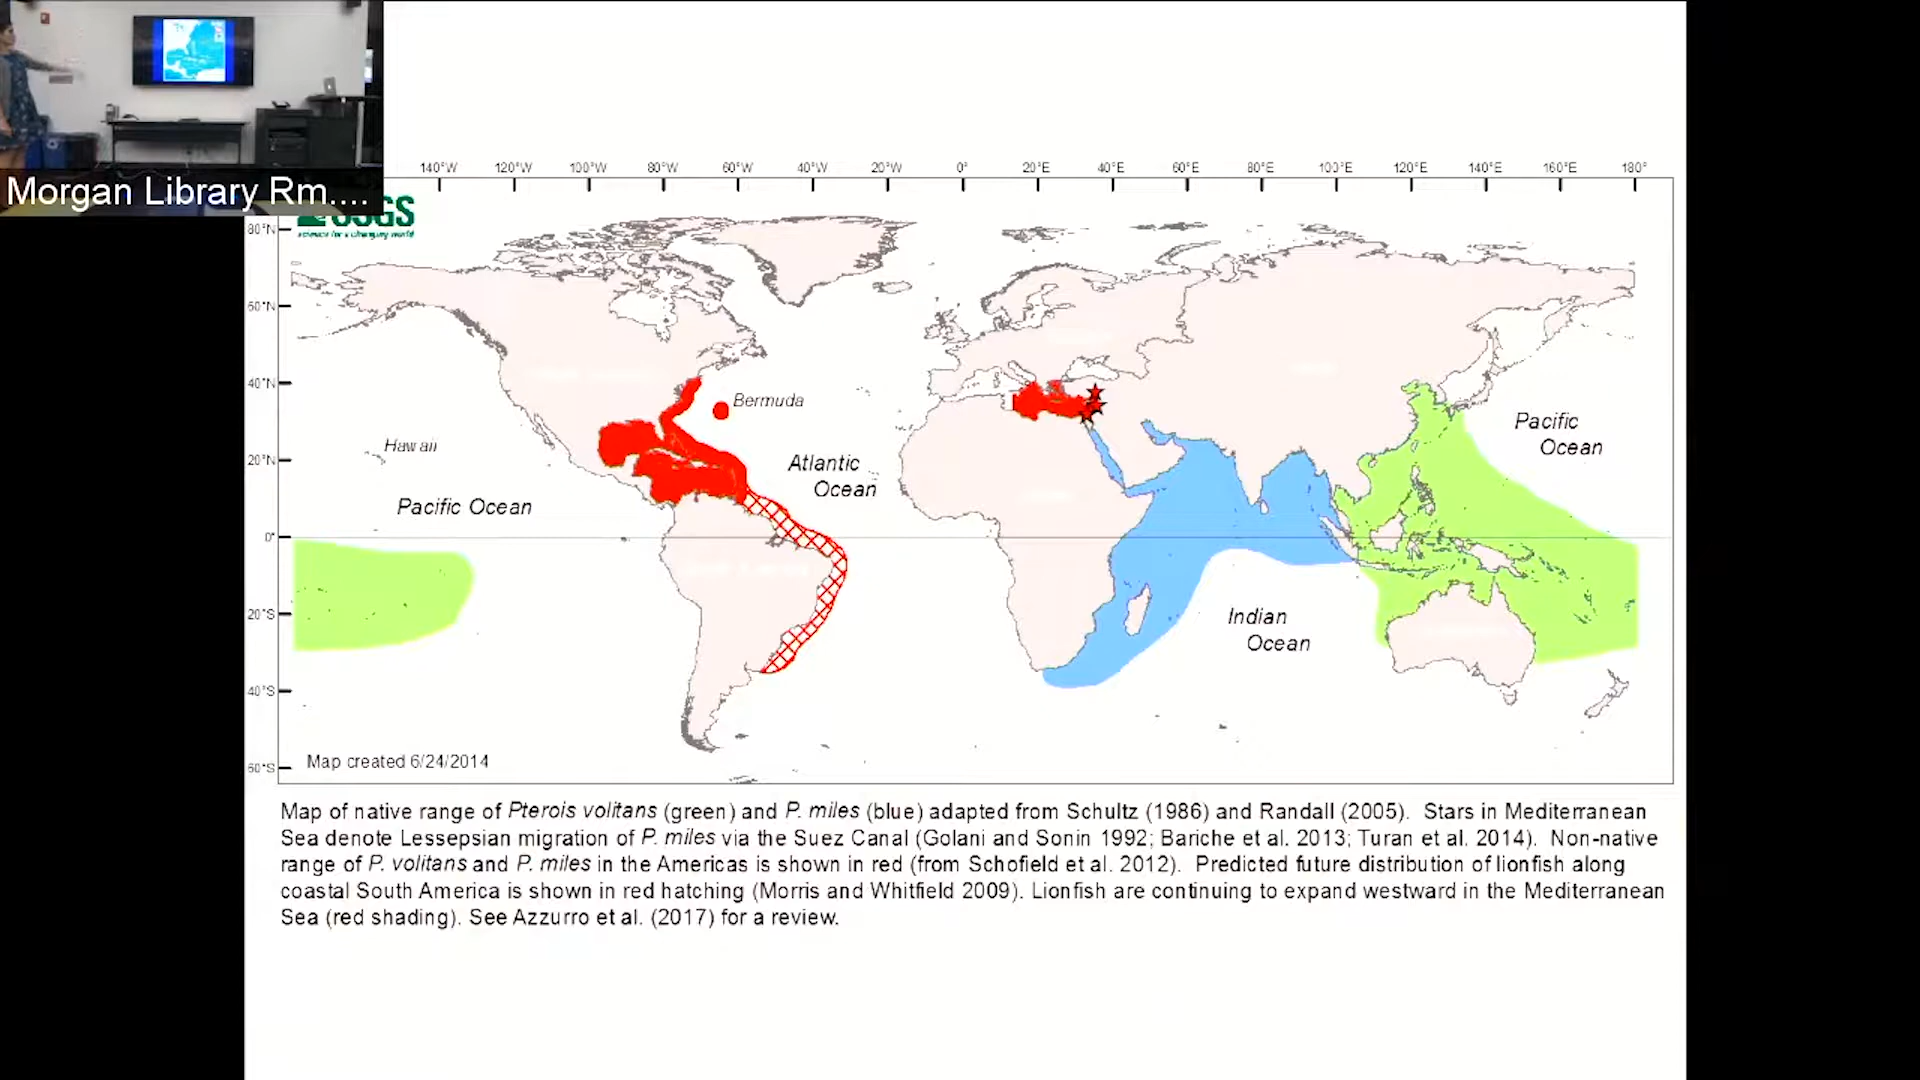 Morgan Library Rm....
140°W 120°W 100°W 80°W 60°W 40°W 20°W 0° 20°E 40°E 60°E 80°E 100°E 120°E 140°E 160°E 180°
USGS
science for a changing world
80°N
60°N
40°N
20°N
0°
20°S
40°S
60°S
Bermuda
Hawaii
Pacific Ocean
Atlantic
Ocean
Indian
Ocean
Pacific
Ocean
Map created 6/24/2014
Map of native range of Pterois volitans (green) and P. miles (blue) adapted from Schultz (1986) and Randall (2005). Stars in Mediterranean
Sea denote Lessepsian migration of P. miles via the Suez Canal (Golani and Sonin 1992; Bariche et al. 2013; Turan et al. 2014). Non-native
range of P. volitans and P. miles in the Americas is shown in red (from Schofield et al. 2012). Predicted future distribution of lionfish along
coastal South America is shown in red hatching (Morris and Whitfield 2009). Lionfish are continuing to expand westward in the Mediterranean
Sea (red shading). See Azzurro et al. (2017) for a review.